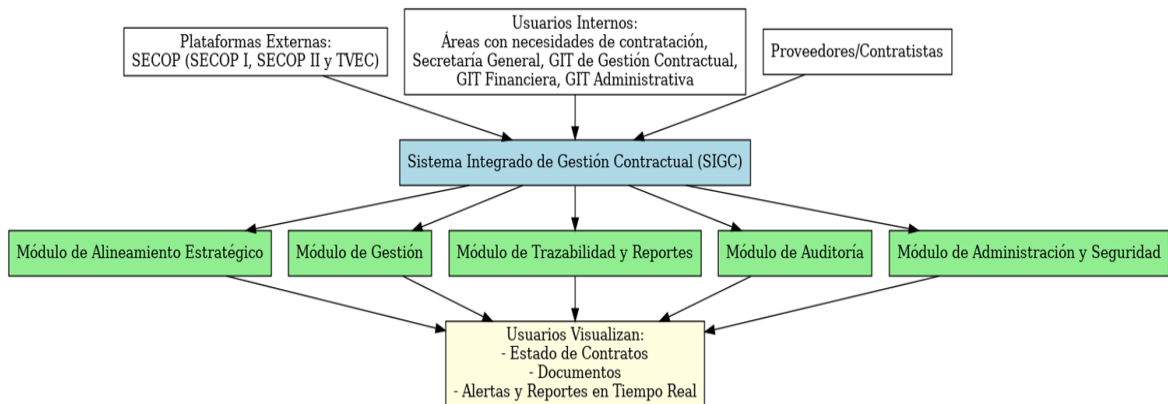 Plataformas Externas:
SECOP (SECOP I, SECOP II y TVEC)
Usuarios Internos:
Áreas con necesidades de contratación,
Secretaría General, GIT de Gestión Contractual,
GIT Financiera, GIT Administrativa
Proveedores/Contratistas
Sistema Integrado de Gestión Contractual (SIGC)
Módulo de Alineamiento Estratégico
Módulo de Gestión
Módulo de Trazabilidad y Reportes
Módulo de Auditoría
Módulo de Administración y Seguridad
Usuarios Visualizan:
- Estado de Contratos
- Documentos
- Alertas y Reportes en Tiempo Real